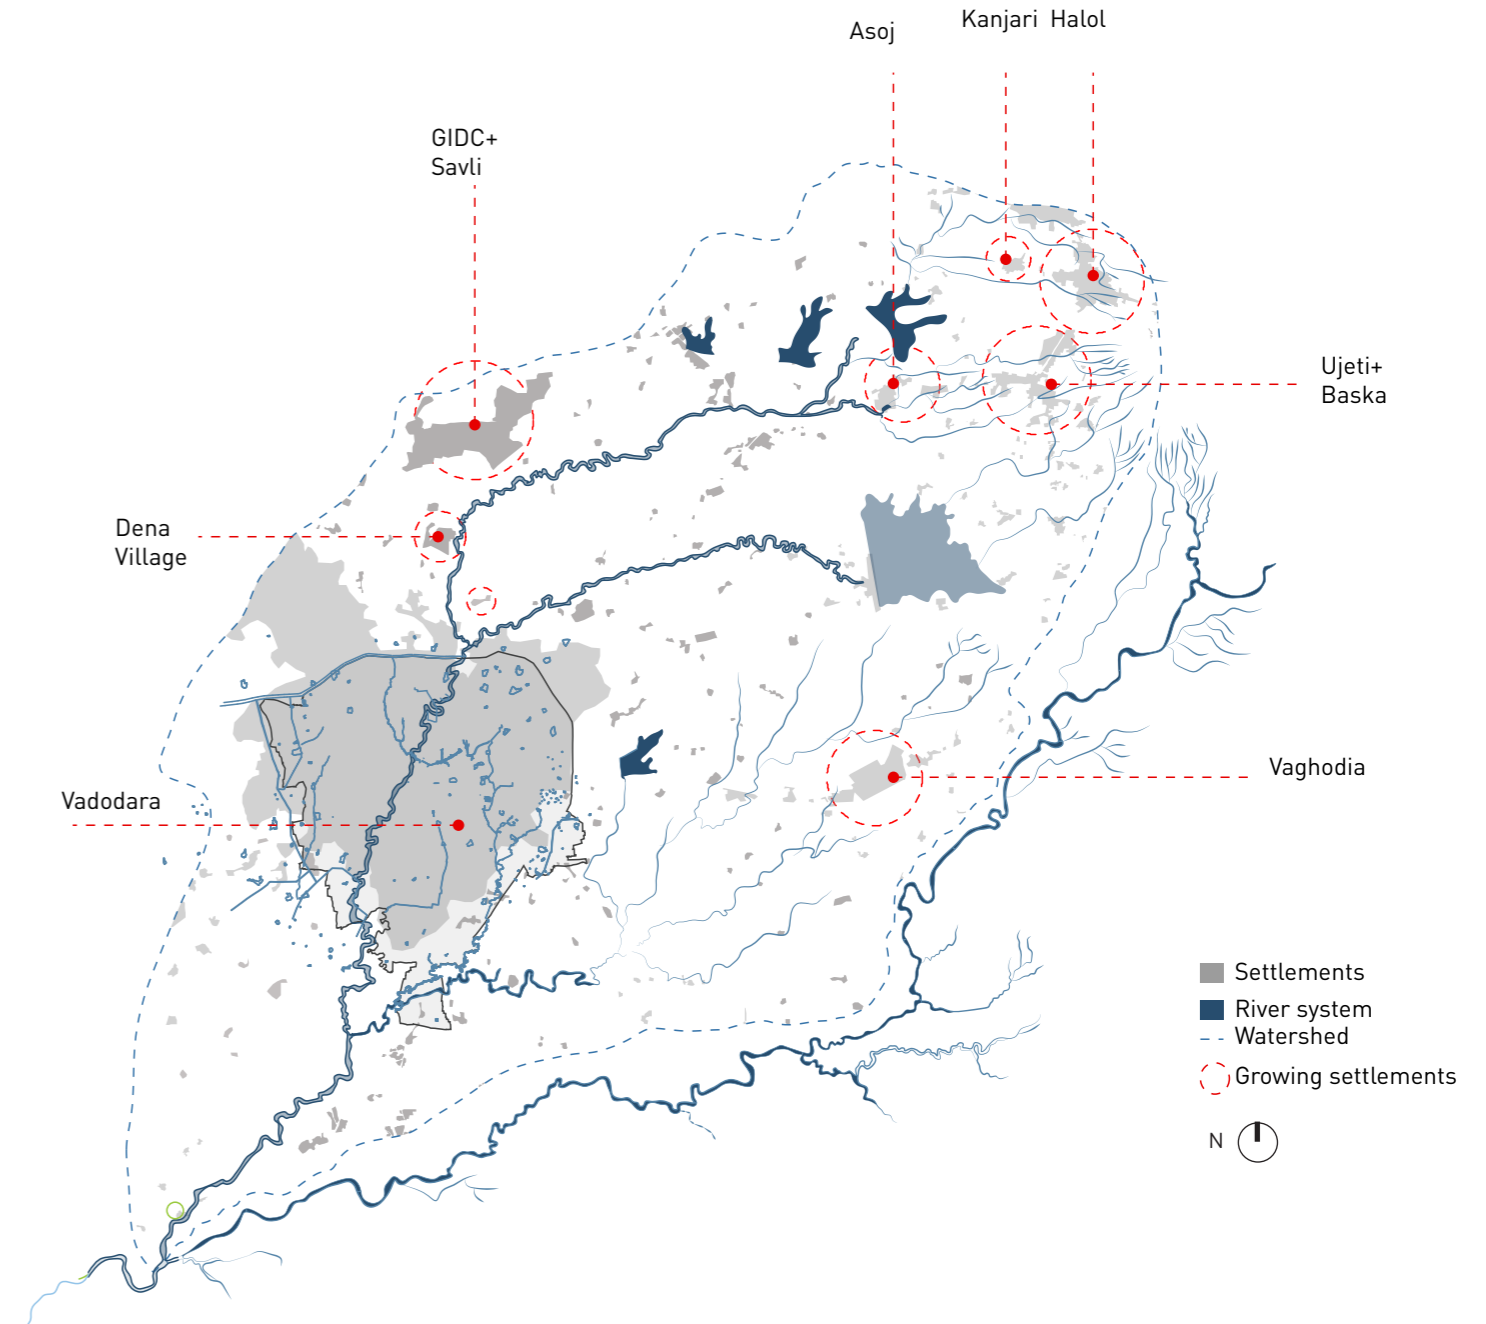 Kanjari Halol
Asoj
GIDC+
Savli
Ujeti+
Baska
Dena
Village
Vaghodia
Vadodara
Settlements
River system
Watershed
Growing settlements
N